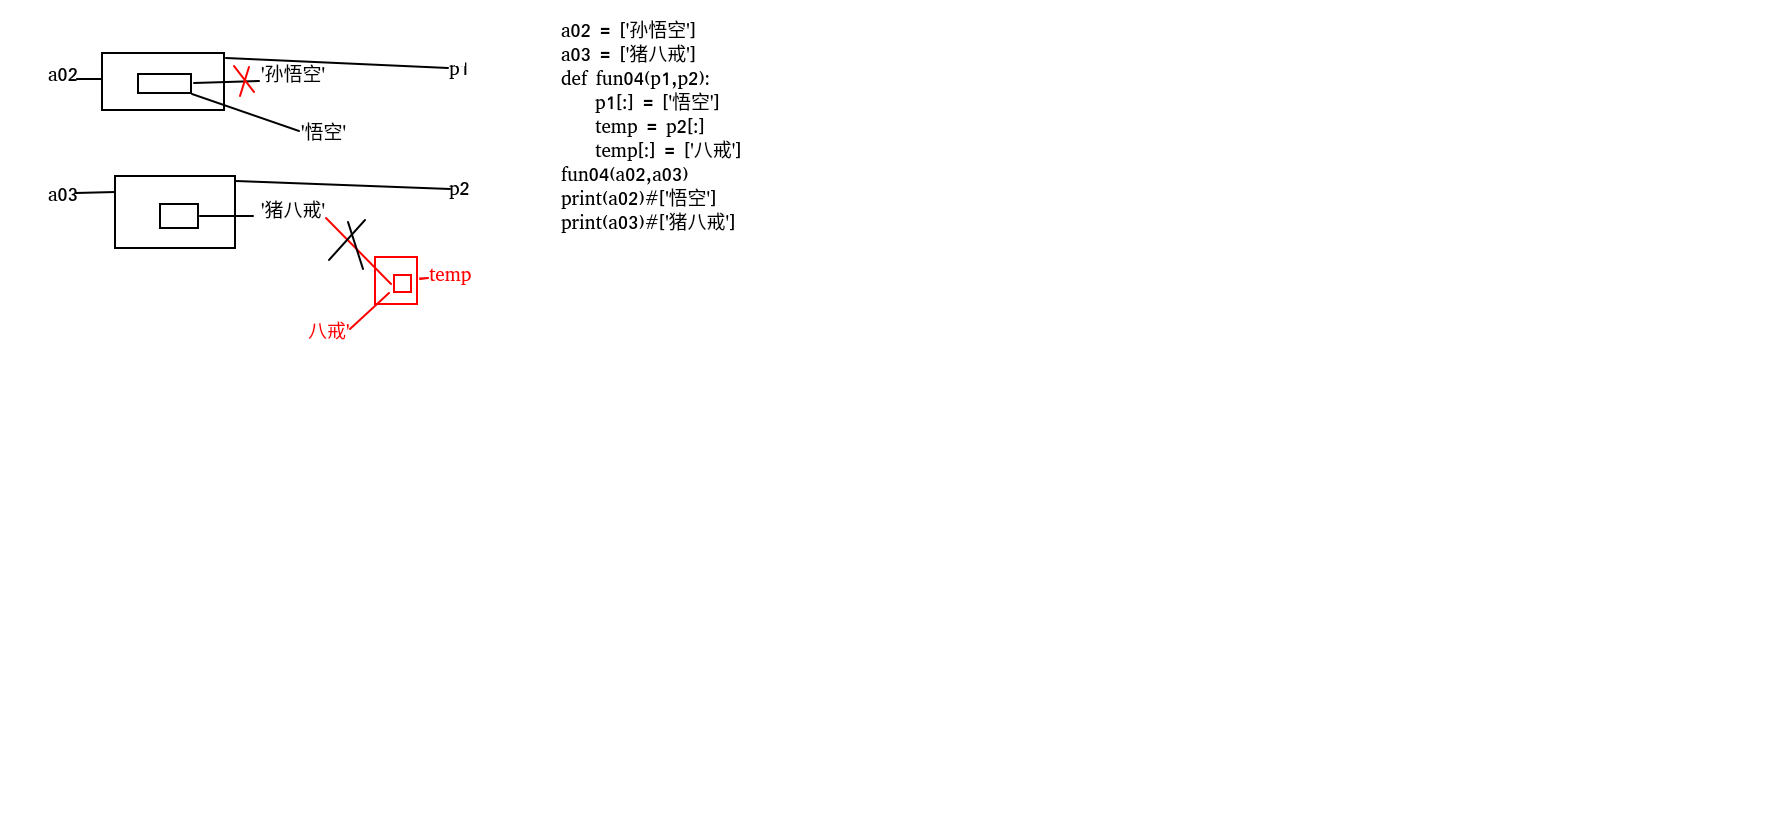 a02
'孙悟空'
p1
'悟空'
a03
'猪八戒'
p2
temp
八戒'
a02 = ['孙悟空']
a03 = ['猪八戒']
def fun04(p1,p2):
p1[:] = ['悟空']
temp = p2[:]
temp[:] = ['八戒']
fun04(a02,a03)
print(a02)#['悟空']
print(a03)#['猪八戒']